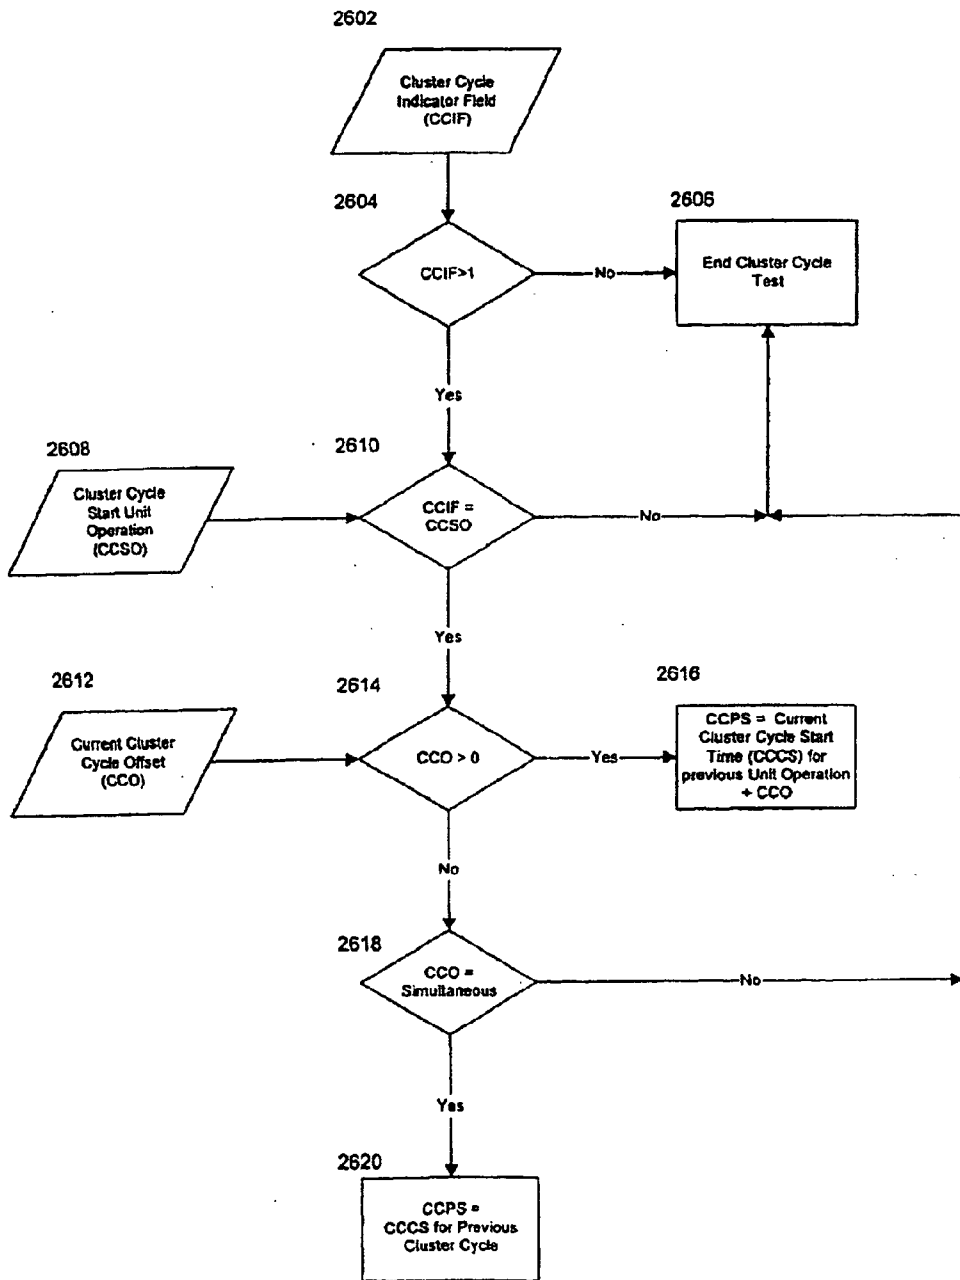 2602
Cluster Cycle
Indicator Field
(CCIF)
2604
2606
CCIF>1
No
End Cluster Cycle
Test
Yes
2608
2610
Cluster Cycle
Start Unit
Operation
(CCSO)
CCIF =
CCSO
No
Yes
2612
2614
2616
Current Cluster
Cycle Offset
(CCO)
CCO > 0
Yes
CCPS = Current
Cluster Cycle Start
Time (CCCS) for
previous Unit Operation
+ CCO
No
2618
CCO =
Simultaneous
No
Yes
2620
CCPS =
CCCS for Previous
Cluster Cycle